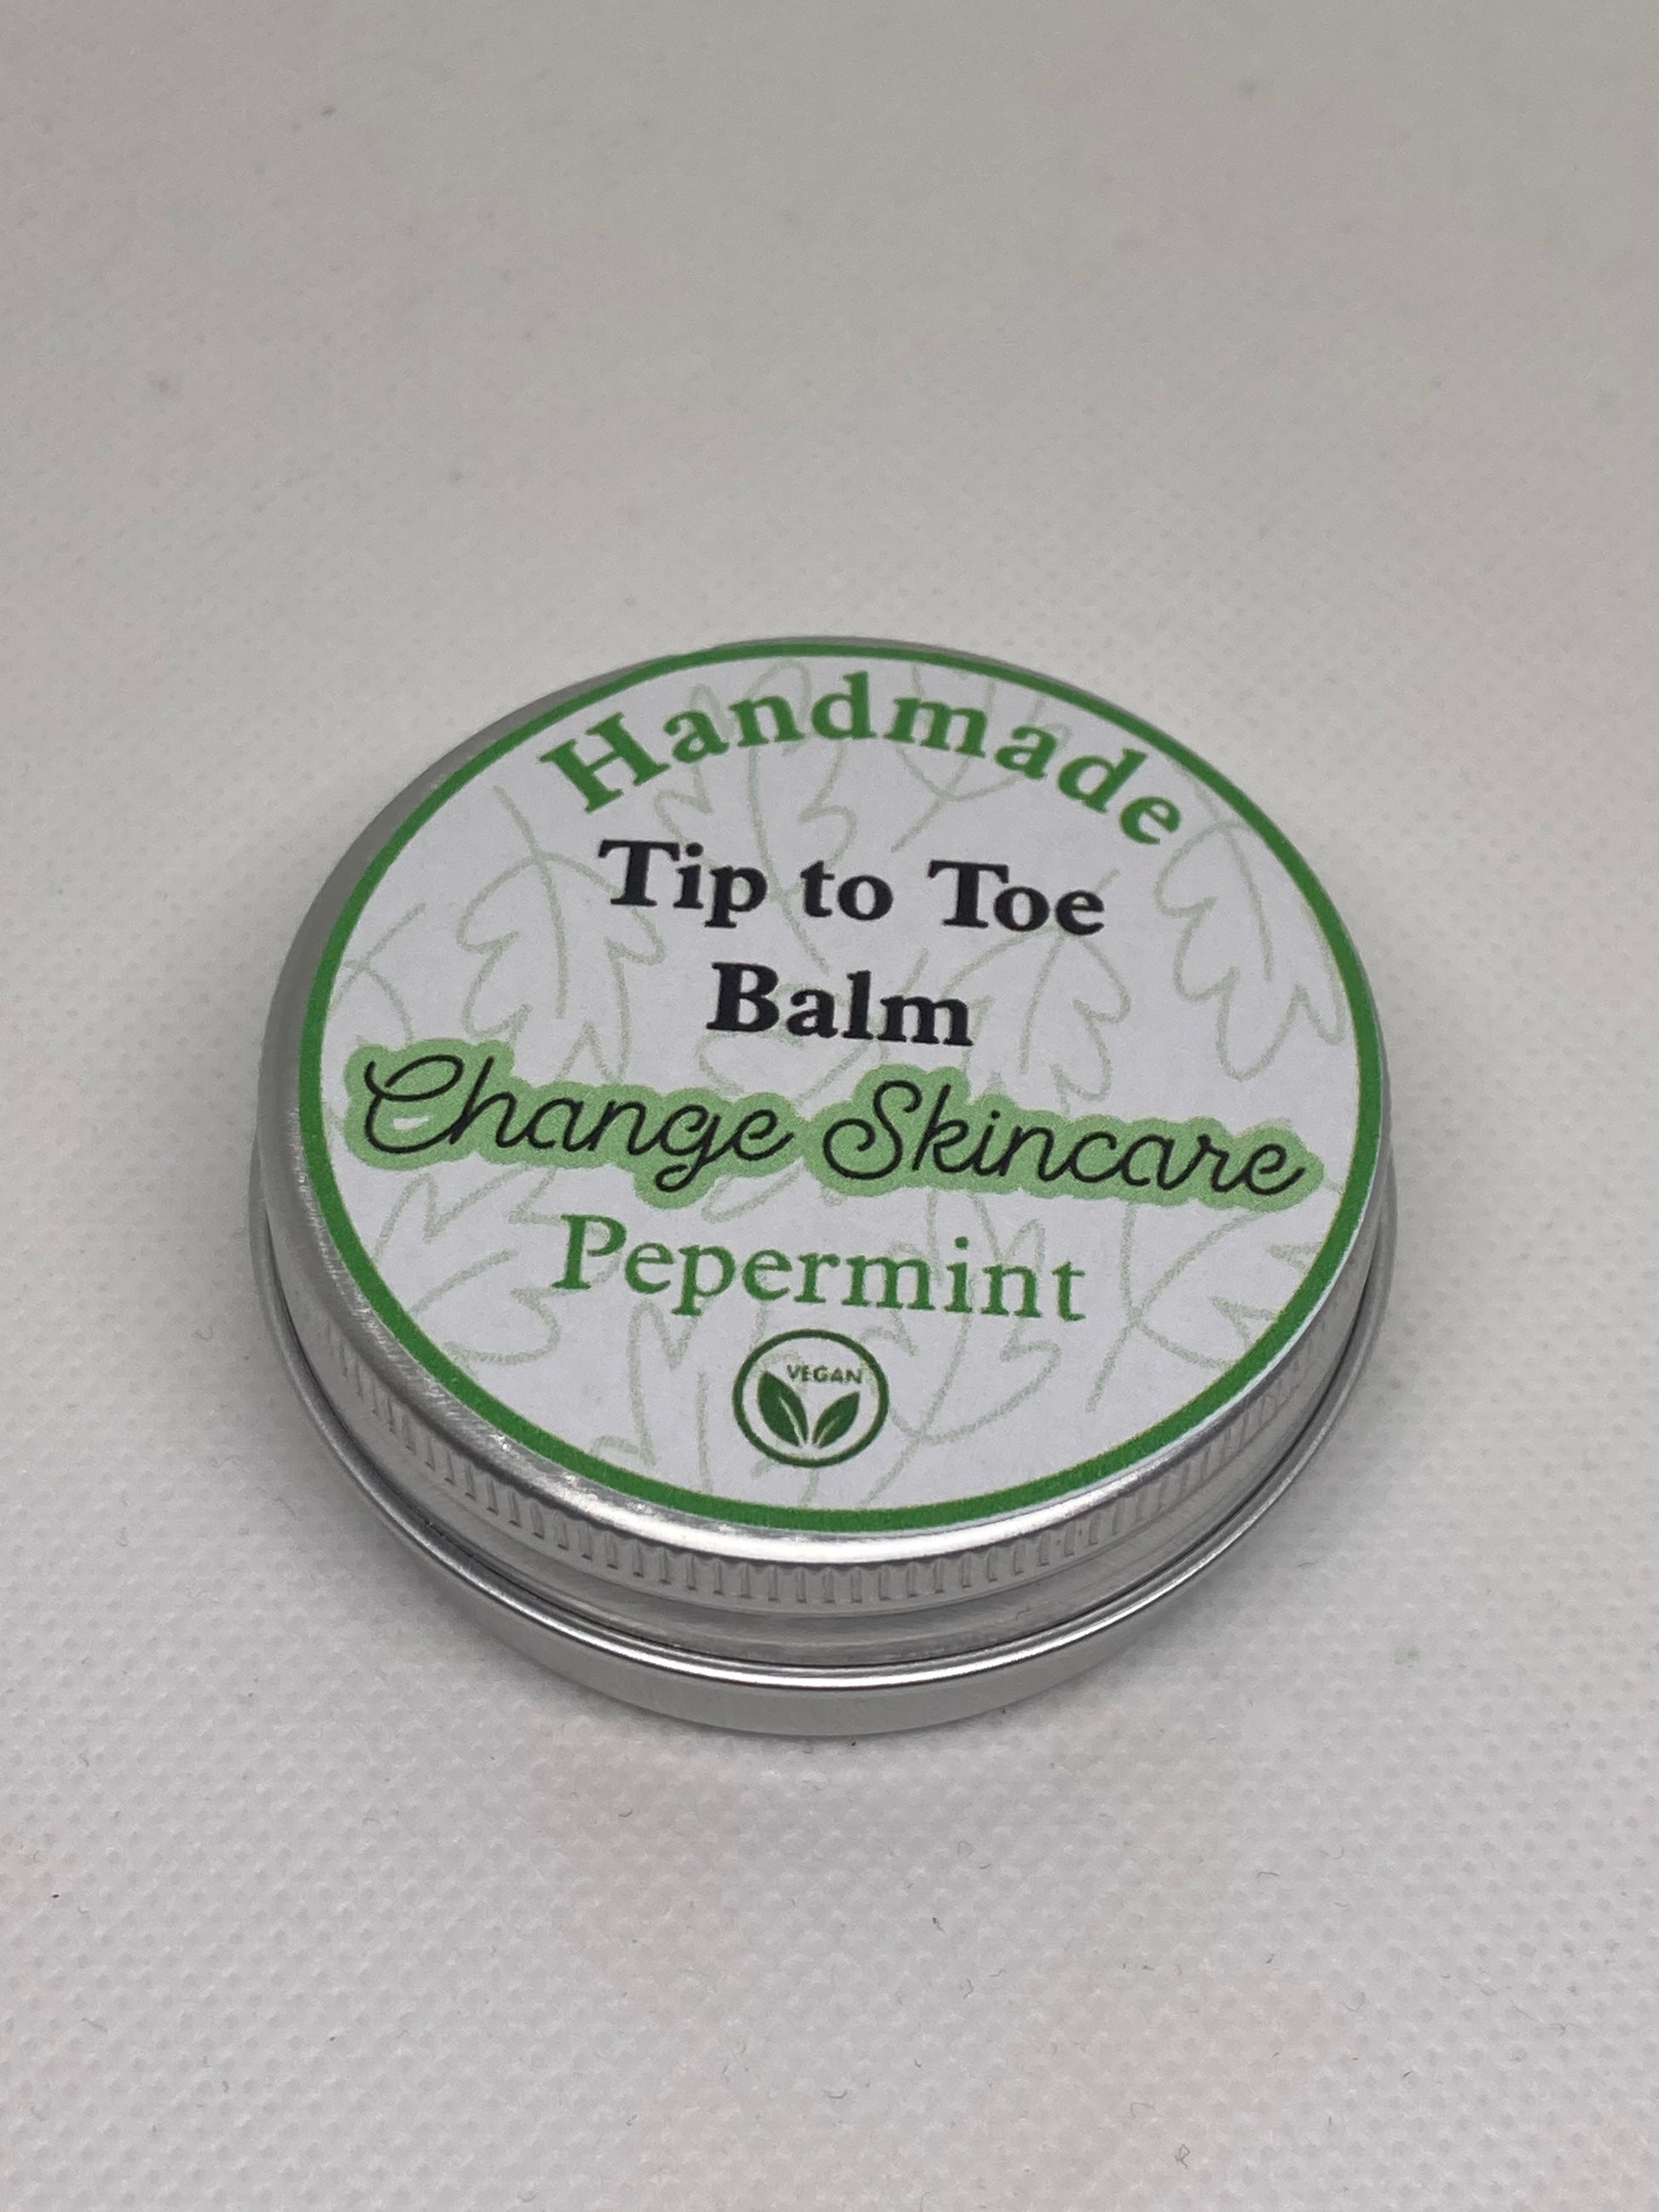 Handmade
Tip to Toe
Balm
Change Skincare
Pepermint
VEGAN